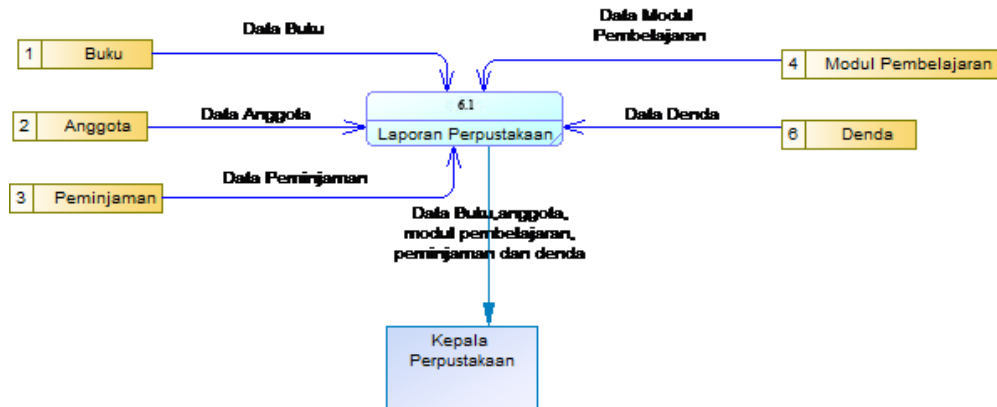 Data Buku
1 Buku
Data Modul
Pembelajaran
4 Modul Pembelajaran
6.1
Laporan Perpustakaan
2 Anggota
Data Anggota
Data Denda
6 Denda
3 Peminjaman
Data Peminjaman
Data Buku,anggota,
modul pembelajaran,
peminjaman dan denda
Kepala
Perpustakaan